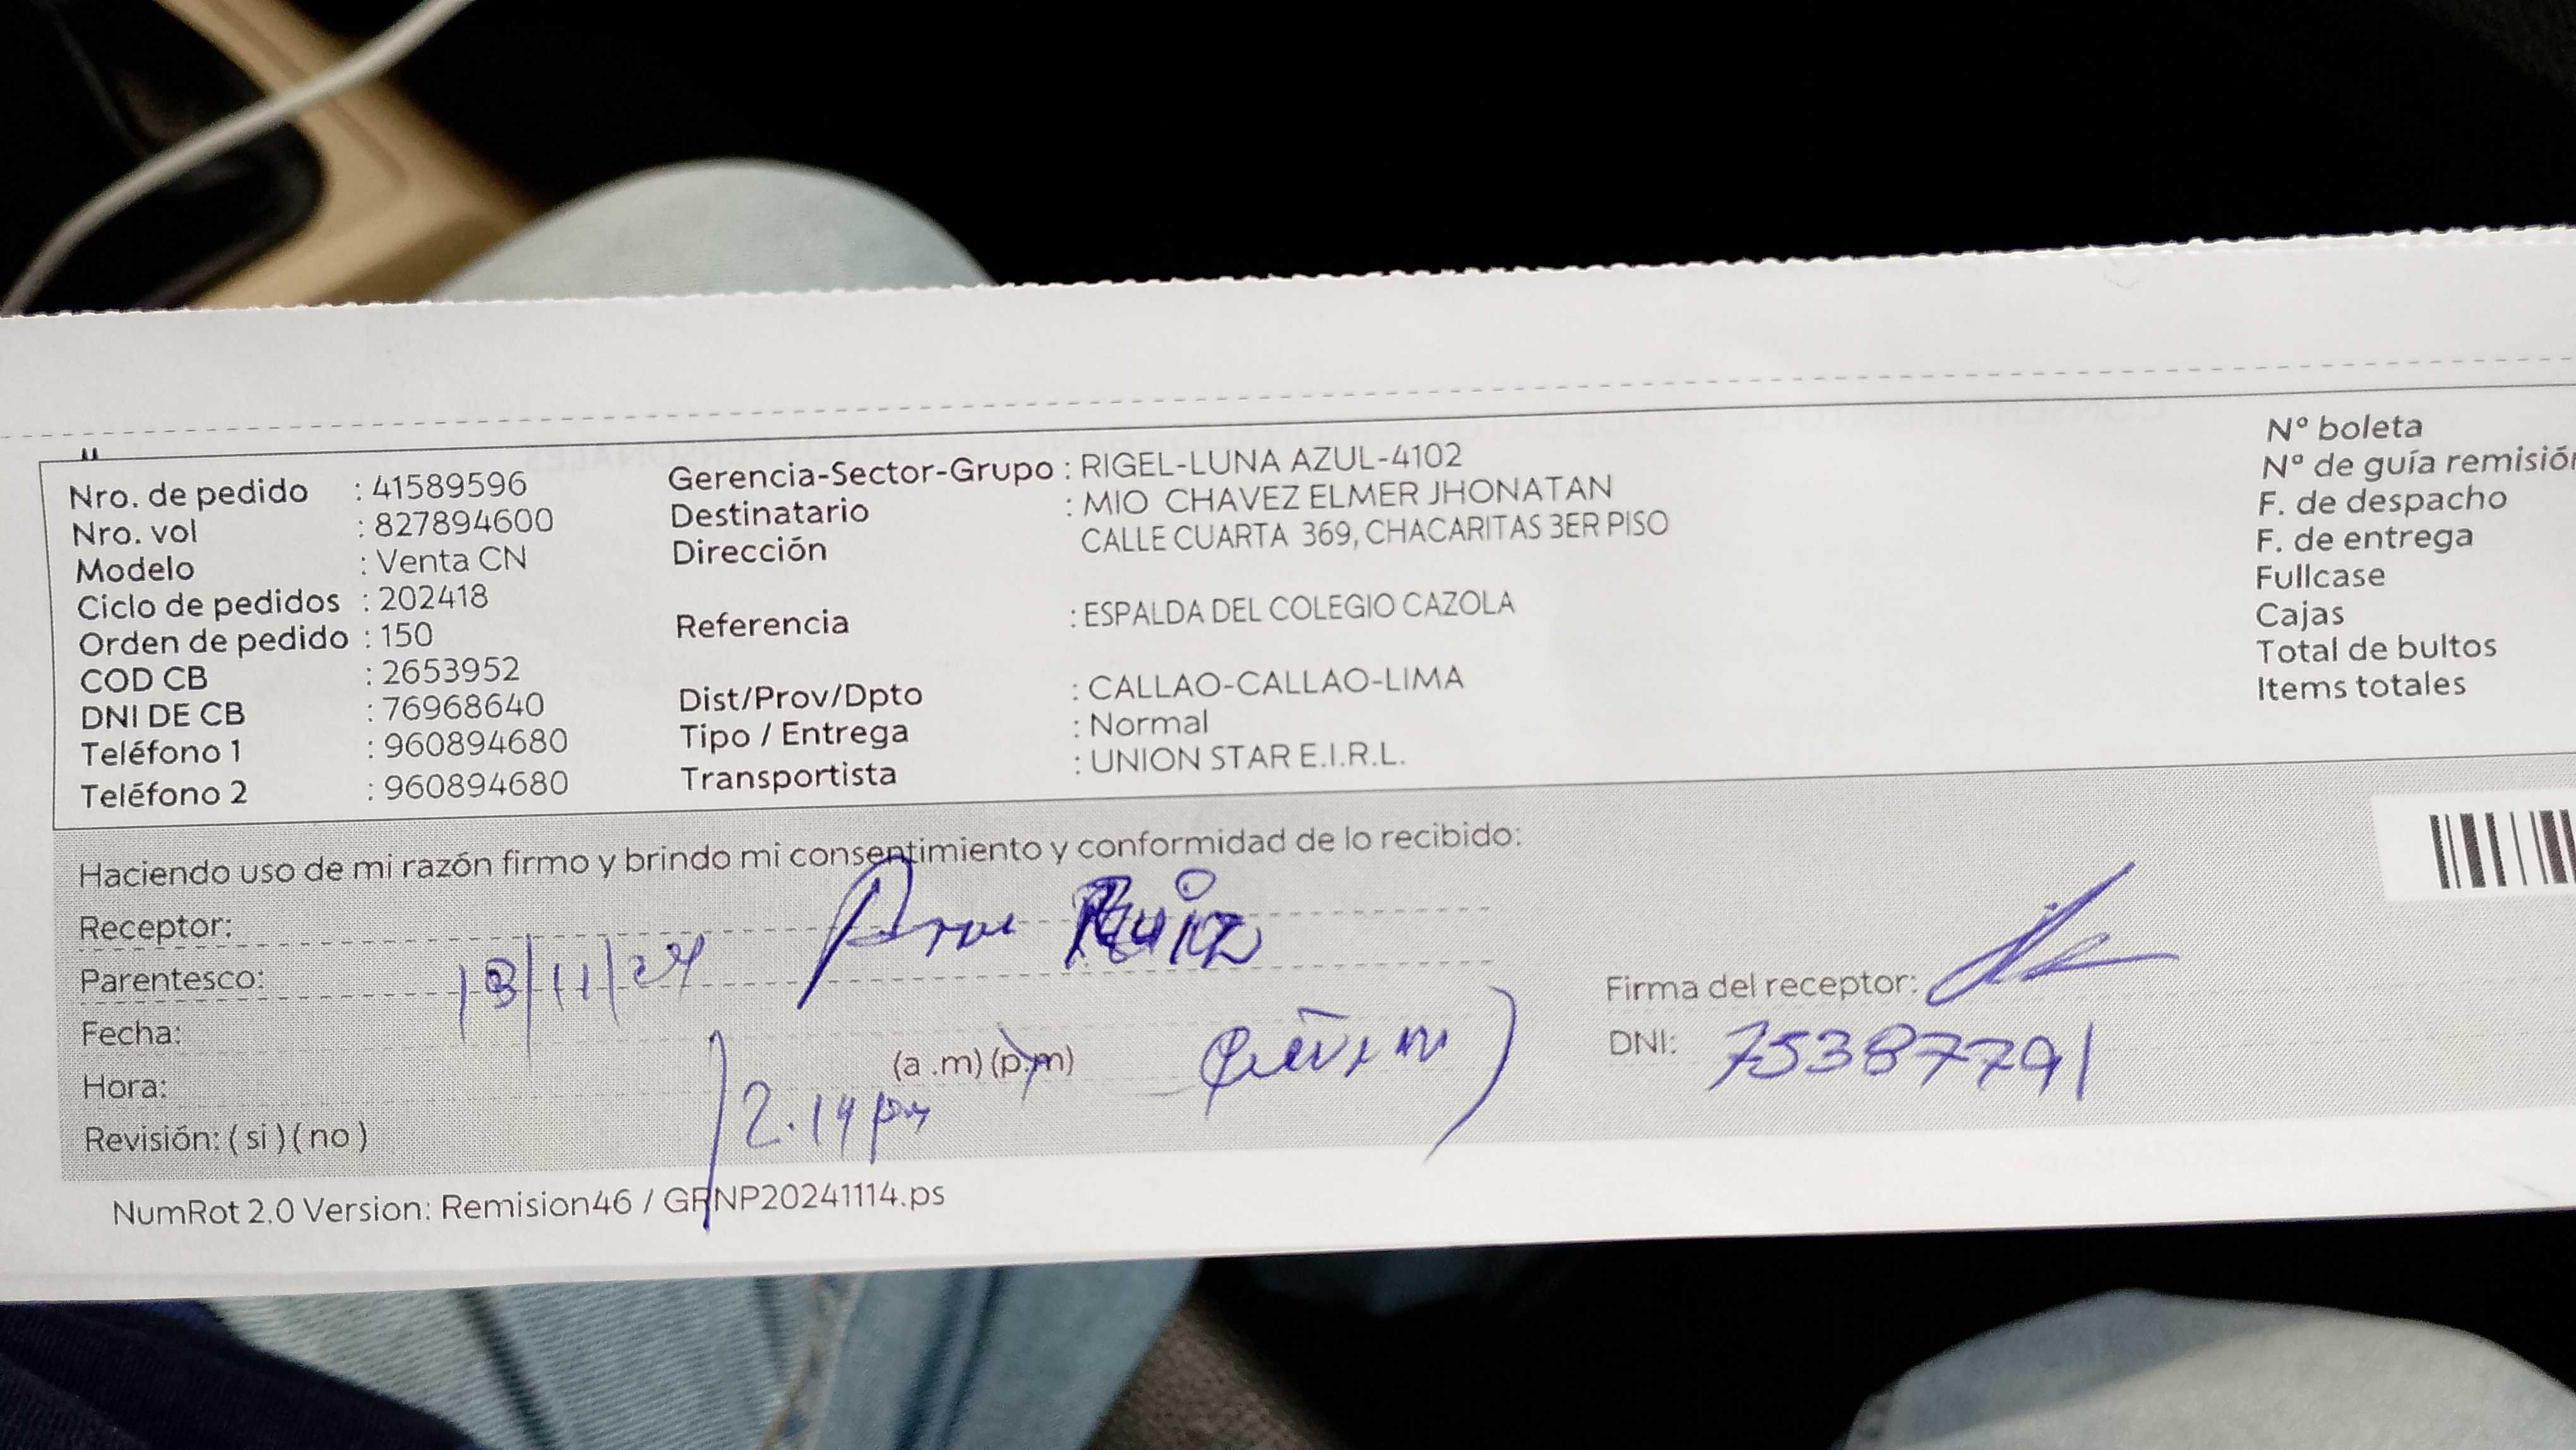 Nro. de pedido : 41589596
Nro. vol : 827894600
Modelo : Venta CN
Ciclo de pedidos : 202418
Orden de pedido : 150
COD CB : 2653952
DNI DE CB : 76968640
Teléfono 1 : 960894680
Teléfono 2 : 960894680
Gerencia-Sector-Grupo : RIGEL-LUNA AZUL-4102
Destinatario : MIO CHAVEZ ELMER JHONATAN
Dirección CALLE CUARTA 369, CHACARITAS 3ER PISO
Referencia : ESPALDA DEL COLEGIO CAZOLA
Dist/Prov/Dpto : CALLAO-CALLAO-LIMA
Tipo / Entrega : Normal
Transportista : UNION STAR E.I.R.L.
Nº boleta
Nº de guía remisión
F. de despacho
F. de entrega
Fullcase
Cajas
Total de bultos
Items totales
Haciendo uso de mi razón firmo y brindo mi consentimiento y conformidad de lo recibido:
Receptor: Ruiz
Parentesco:
Fecha: 18/11/24
Hora: 12.14 pm (a .m) (p.m)
Revisión: ( si ) ( no )
Firma del receptor:
DNI: 75387791
NumRot 2.0 Version: Remision46 / GRNP20241114.ps